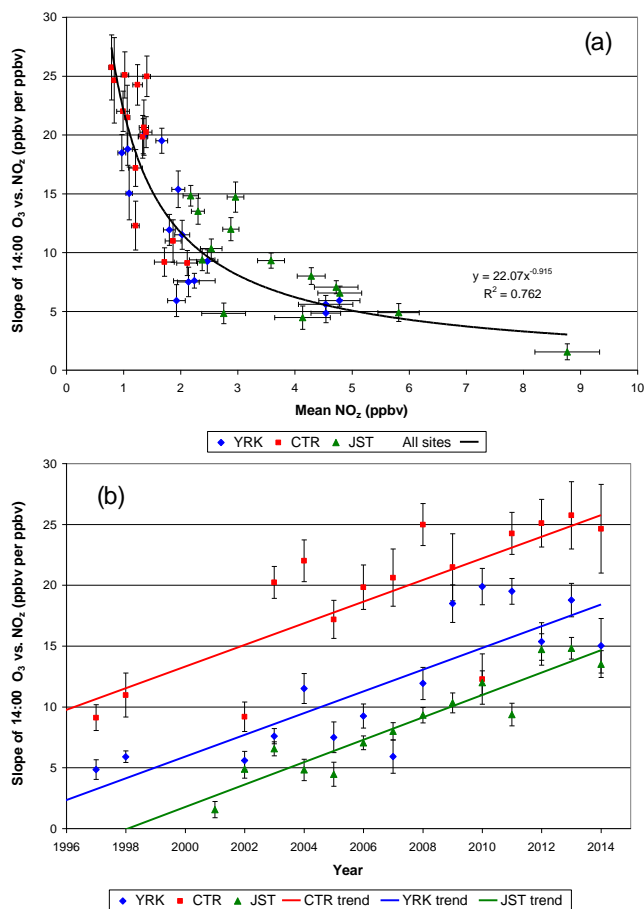 (a)
Slope of 14:00 O3 vs. NOz (ppbv per ppbv)
30
25
20
15
10
5
0
y = 22.07x^-0.915
R² = 0.762
0 1 2 3 4 5 6 7 8 9 10
Mean NOz (ppbv)
YRK CTR JST All sites
(b)
Slope of 14:00 O3 vs. NOz (ppbv per ppbv)
30
25
20
15
10
5
0
1996 1998 2000 2002 2004 2006 2008 2010 2012 2014
Year
YRK CTR JST CTR trend YRK trend JST trend